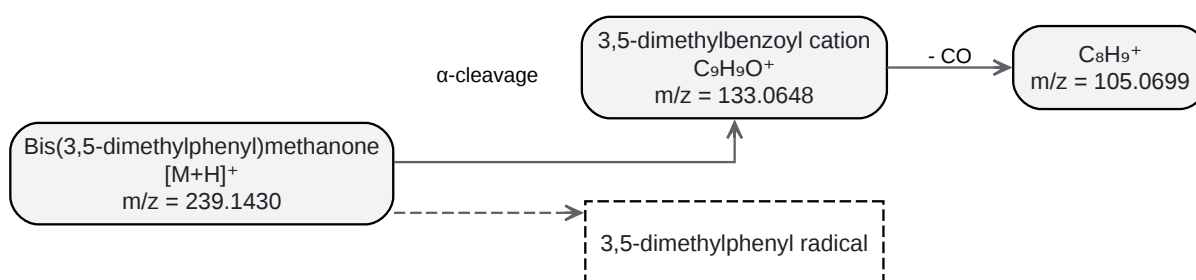 3,5-dimethylbenzoyl cation
C₉H₉O⁺
m/z = 133.0648
α-cleavage
- CO
C₈H₉⁺
m/z = 105.0699
Bis(3,5-dimethylphenyl)methanone
[M+H]⁺
m/z = 239.1430
3,5-dimethylphenyl radical